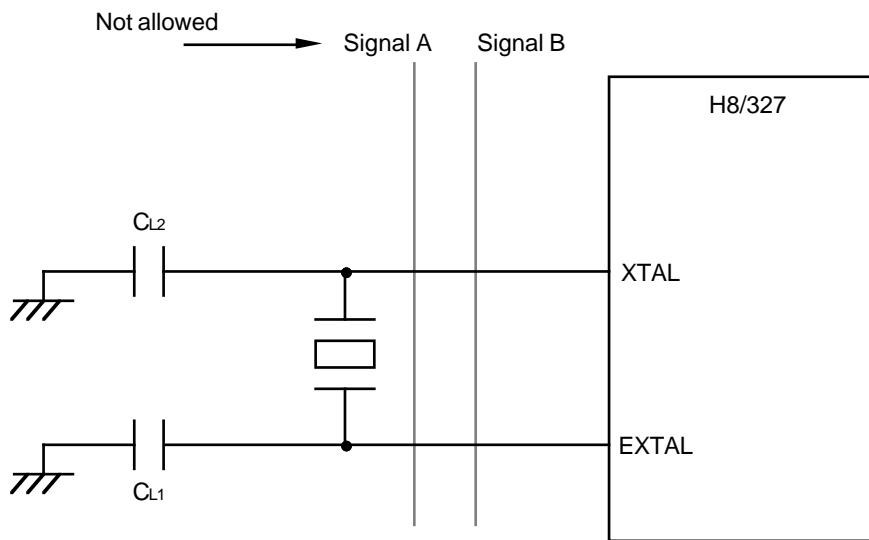 Not allowed
Signal A
Signal B
H8/327
CL2
XTAL
EXTAL
CL1